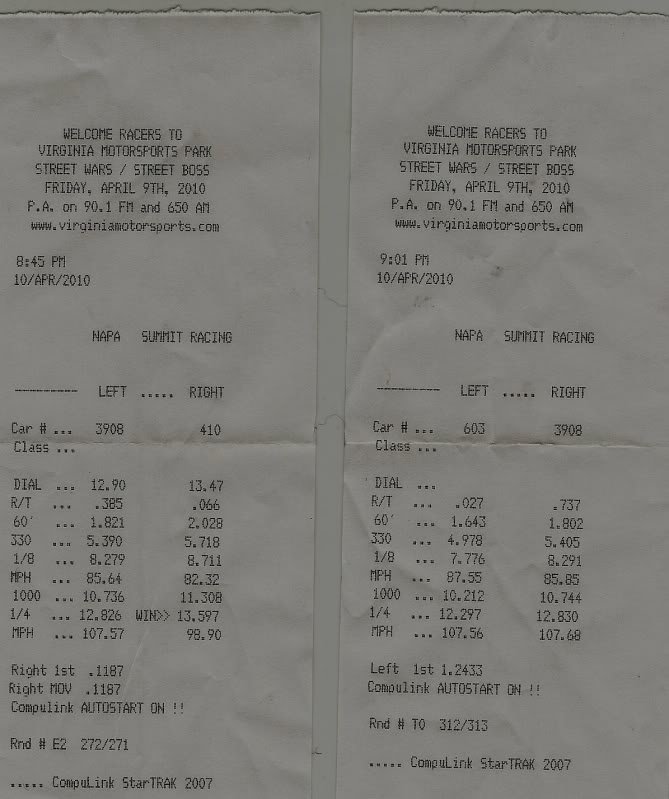 WELCOME RACERS TO
VIRGINIA MOTORSPORTS PARK
STREET WARS / STREET BOSS
FRIDAY, APRIL 9TH, 2010
P.A. on 90.1 FM and 650 AM
www.virginiamotorsports.com
8:45 PM
10/APR/2010
NAPA SUMMIT RACING
---------- LEFT ..... RIGHT
Car # ... 3908 410
Class ...
DIAL ... 12.90 13.47
R/T ... .385 .066
60' ... 1.821 2.028
330 ... 5.390 5.718
1/8 ... 8.279 8.711
MPH ... 85.64 82.32
1000 ... 10.736 11.308
1/4 ... 12.826 WIN>> 13.597
MPH ... 107.57 98.90
Right 1st .1187
Right MOV .1187
Compulink AUTOSTART ON !!
Rnd # E2 272/271
..... CompuLink StarTRAK 2007
WELCOME RACERS TO
VIRGINIA MOTORSPORTS PARK
STREET WARS / STREET BOSS
FRIDAY, APRIL 9TH, 2010
P.A. on 90.1 FM and 650 AM
www.virginiamotorsports.com
9:01 PM
10/APR/2010
NAPA SUMMIT RACING
---------- LEFT ..... RIGHT
Car # ... 603 3908
Class ...
DIAL ...
R/T ... .027 .737
60' ... 1.643 1.802
330 ... 4.978 5.405
1/8 ... 7.776 8.291
MPH ... 87.55 85.85
1000 ... 10.212 10.744
1/4 ... 12.297 12.830
MPH ... 107.56 107.68
Left 1st 1.2433
Compulink AUTOSTART ON !!
Rnd # T0 312/313
..... CompuLink StarTRAK 2007